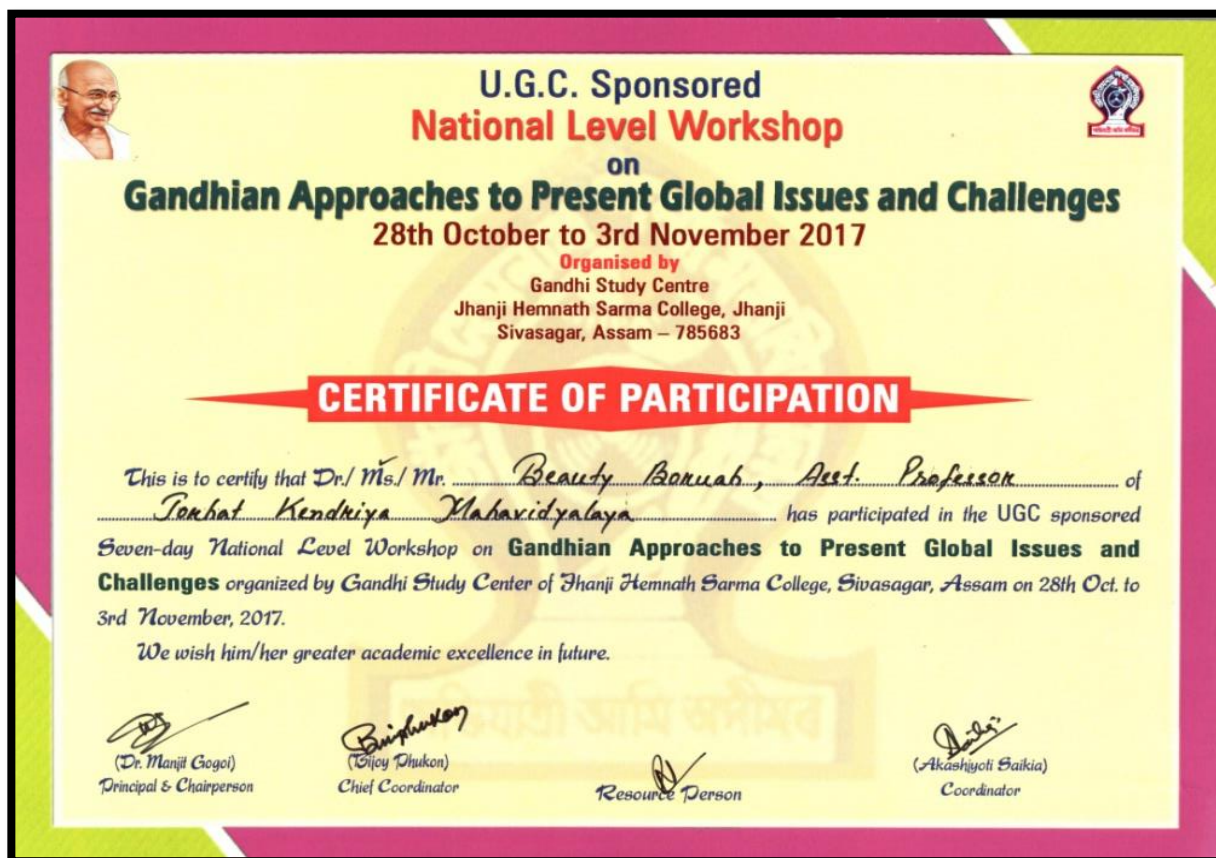 U.G.C. Sponsored
National Level Workshop
on
Gandhian Approaches to Present Global Issues and Challenges
28th October to 3rd November 2017
Organised by
Gandhi Study Centre
Jhanji Hemnath Sarma College, Jhanji
Sivasagar, Assam – 785683
CERTIFICATE OF PARTICIPATION
This is to certify that Dr./ Ms./ Mr. Beauty Boruah, Asst. Professor of
Jorhat Kendriya Mahavidyalaya has participated in the UGC sponsored
Seven-day National Level Workshop on Gandhian Approaches to Present Global Issues and
Challenges organized by Gandhi Study Center of Jhanji Hemnath Sarma College, Sivasagar, Assam on 28th Oct. to
3rd November, 2017.
We wish him/her greater academic excellence in future.
(Dr. Manjit Gogoi)
Principal & Chairperson
(Bijoy Phukon)
Chief Coordinator
Resource Person
(Akashjyoti Saikia)
Coordinator